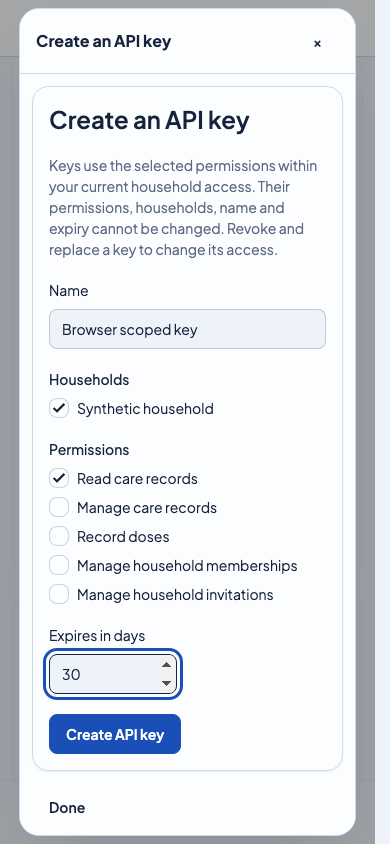 Create an API key
×
Create an API key
Keys use the selected permissions within
your current household access. Their
permissions, households, name and
expiry cannot be changed. Revoke and
replace a key to change its access.
Name
Browser scoped key
Households
Synthetic household
Permissions
Read care records
Manage care records
Record doses
Manage household memberships
Manage household invitations
Expires in days
30
Create API key
Done